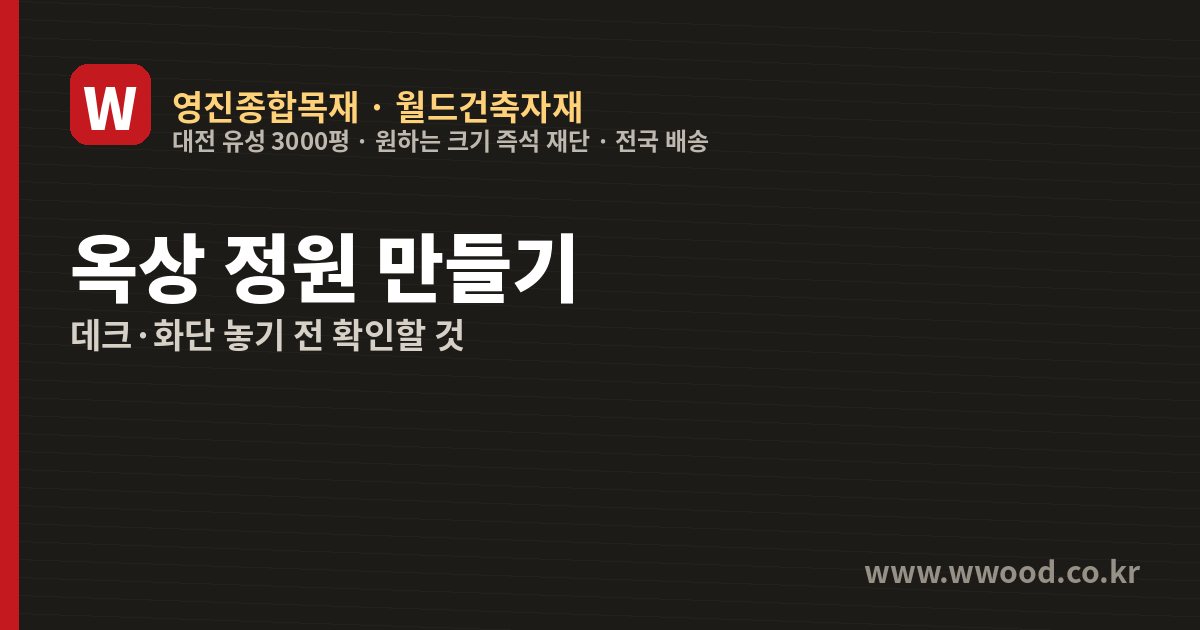 W
영진종합목재 · 월드건축자재
대전 유성 3000평 · 원하는 크기 즉석 재단 · 전국 배송
옥상 정원 만들기
데크·화단 놓기 전 확인할 것
www.wwood.co.kr